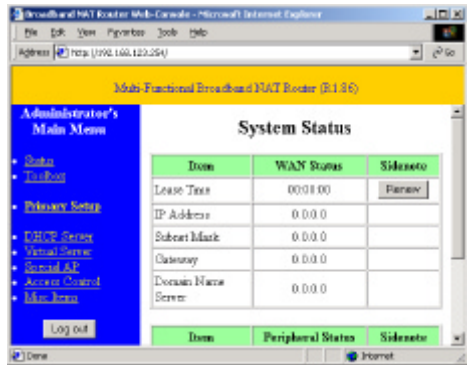 Broadband NAT Router Web-Console - Microsoft Internet Explorer
File Edit View Favorites Tools Help
Address http://192.168.123.254/ Go
Multi-Functional Broadband NAT Router (R1.86)
Administrator's
Main Menu
Status
Toolbox
Primary Setup
DHCP Server
Virtual Server
Special AP
Access Control
Misc Items
Log out
System Status
Item WAN Status Sidenote
Lease Time 00:01:00 Renew
IP Address 0.0.0.0
Subnet Mask 0.0.0.0
Gateway 0.0.0.0
Domain Name
Server 0.0.0.0
Item Peripheral Status Sidenote
Done Internet